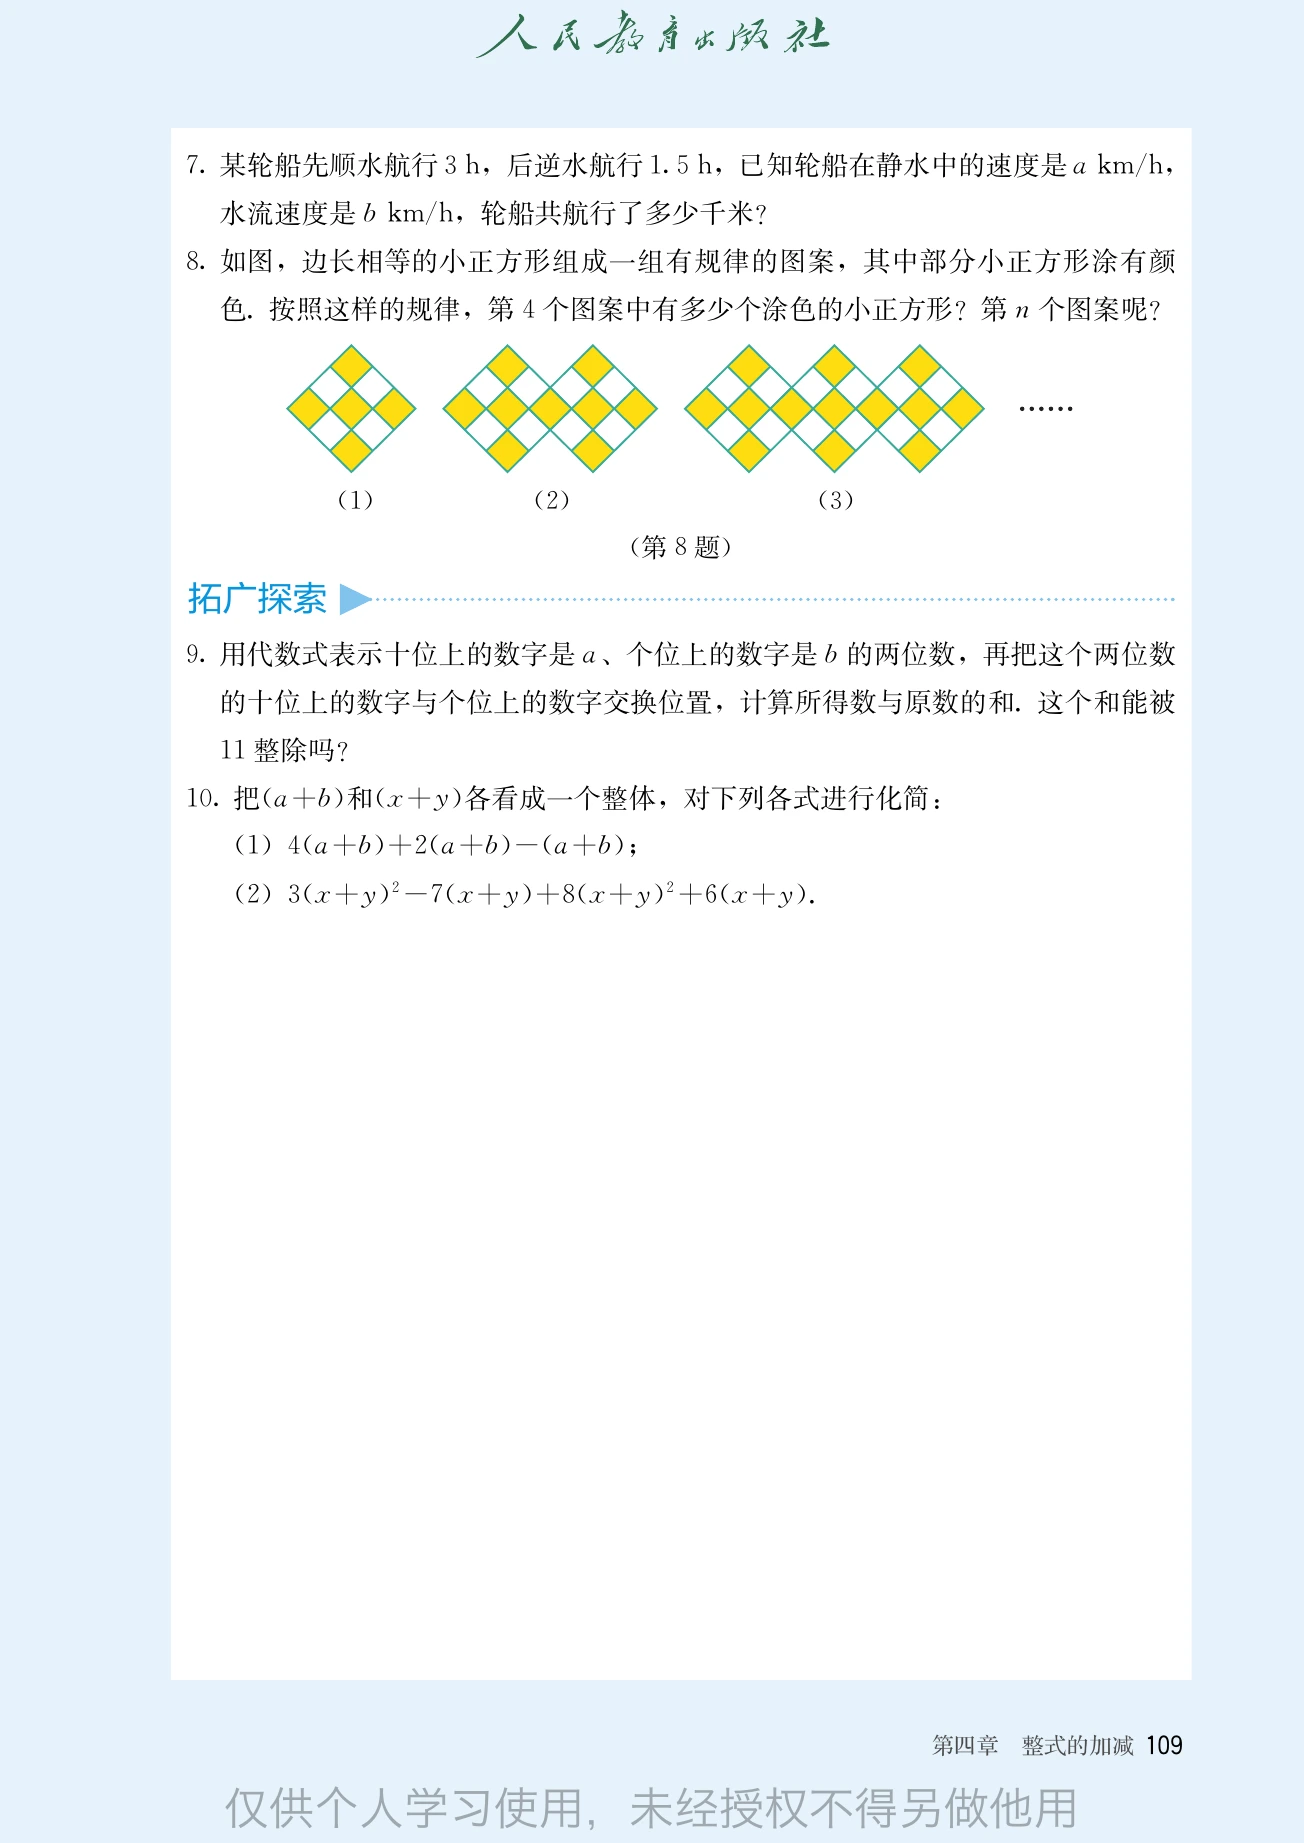 人民教育出版社
7. 某轮船先顺水航行 3 h，后逆水航行 1.5 h，已知轮船在静水中的速度是 a km/h，
水流速度是 b km/h，轮船共航行了多少千米？
8. 如图，边长相等的小正方形组成一组有规律的图案，其中部分小正方形涂有颜
色. 按照这样的规律，第 4 个图案中有多少个涂色的小正方形？第 n 个图案呢？
……
（1） （2） （3）
（第 8 题）
拓广探索
9. 用代数式表示十位上的数字是 a、个位上的数字是 b 的两位数，再把这个两位数
的十位上的数字与个位上的数字交换位置，计算所得数与原数的和. 这个和能被
11 整除吗？
10. 把(a+b)和(x+y)各看成一个整体，对下列各式进行化简：
（1）4(a+b)+2(a+b)−(a+b)；
（2）3(x+y)²−7(x+y)+8(x+y)²+6(x+y).
第四章 整式的加减 109
仅供个人学习使用，未经授权不得另做他用